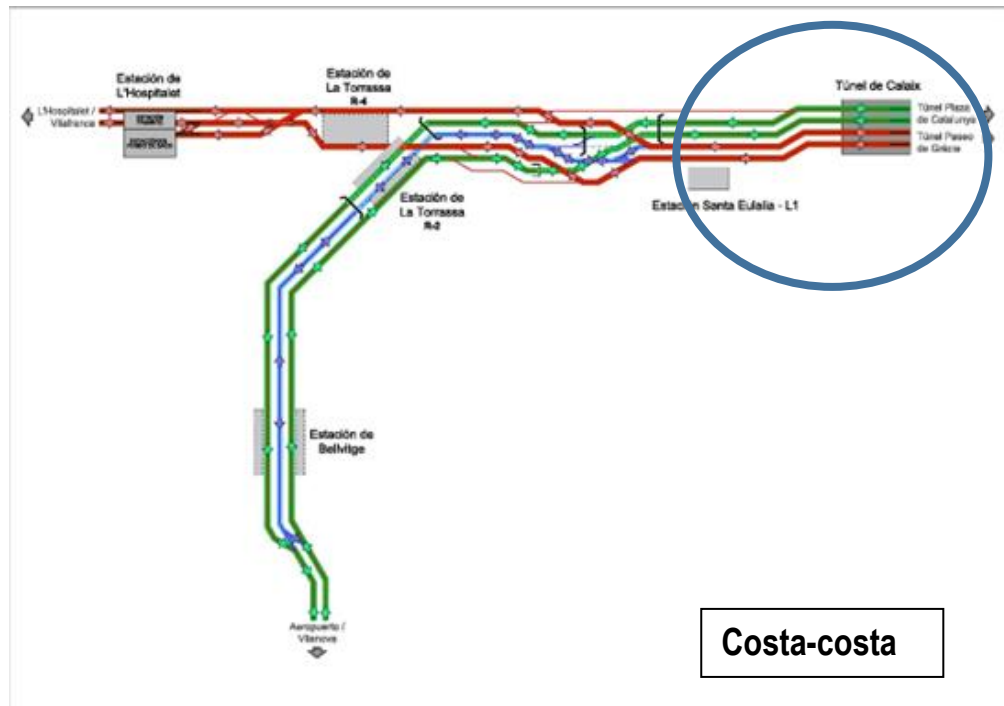 Estación de
L'Hospitalet
Estación de
La Torrassa
R-4
Túnel de Calaix
L'Hospitalet /
Vilafranca
Túnel Plaza
de Catalunya
Túnel Paseo
de Gràcia
Estación de
La Torrassa
R-2
Estación Santa Eulalia - L1
Estación de
Bellvitge
Aeropuerto /
Vilanova
Costa-costa